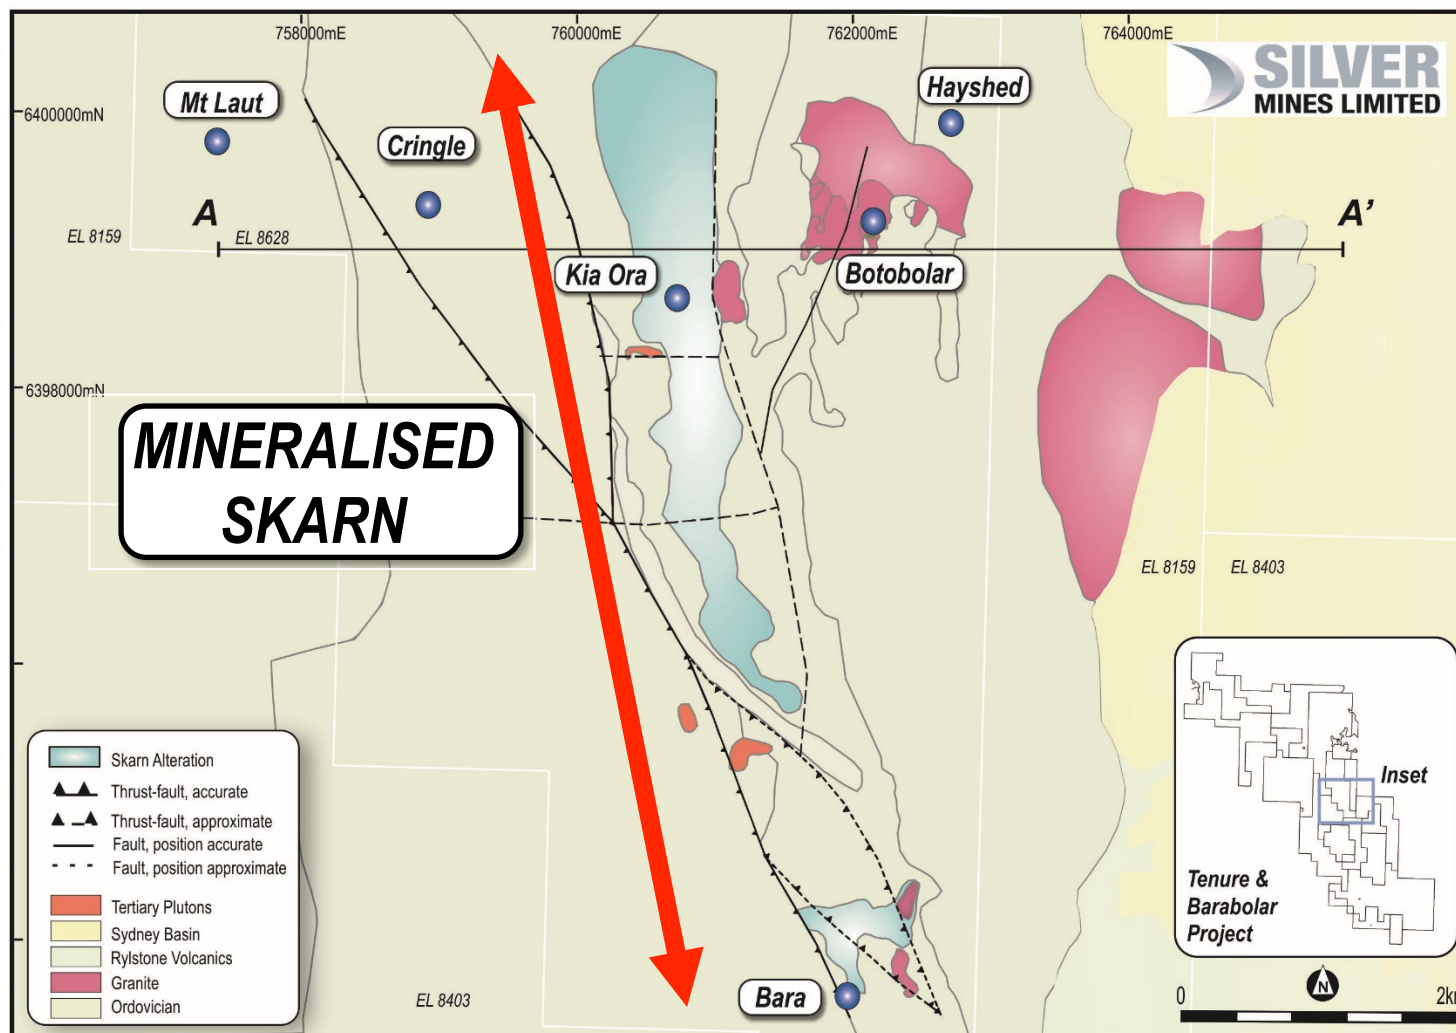 758000mE
760000mE
762000mE
764000mE
SILVER
MINES LIMITED
6400000mN
Mt Laut
Cringle
Hayshed
A
A'
EL 8159
EL 8628
Kia Ora
Botobolar
6398000mN
MINERALISED
SKARN
EL 8159
EL 8403
Skarn Alteration
Thrust-fault, accurate
Thrust-fault, approximate
Fault, position accurate
Fault, position approximate
Tertiary Plutons
Sydney Basin
Rylstone Volcanics
Granite
Ordovician
Inset
Tenure &
Barabolar
Project
EL 8403
Bara
N
0